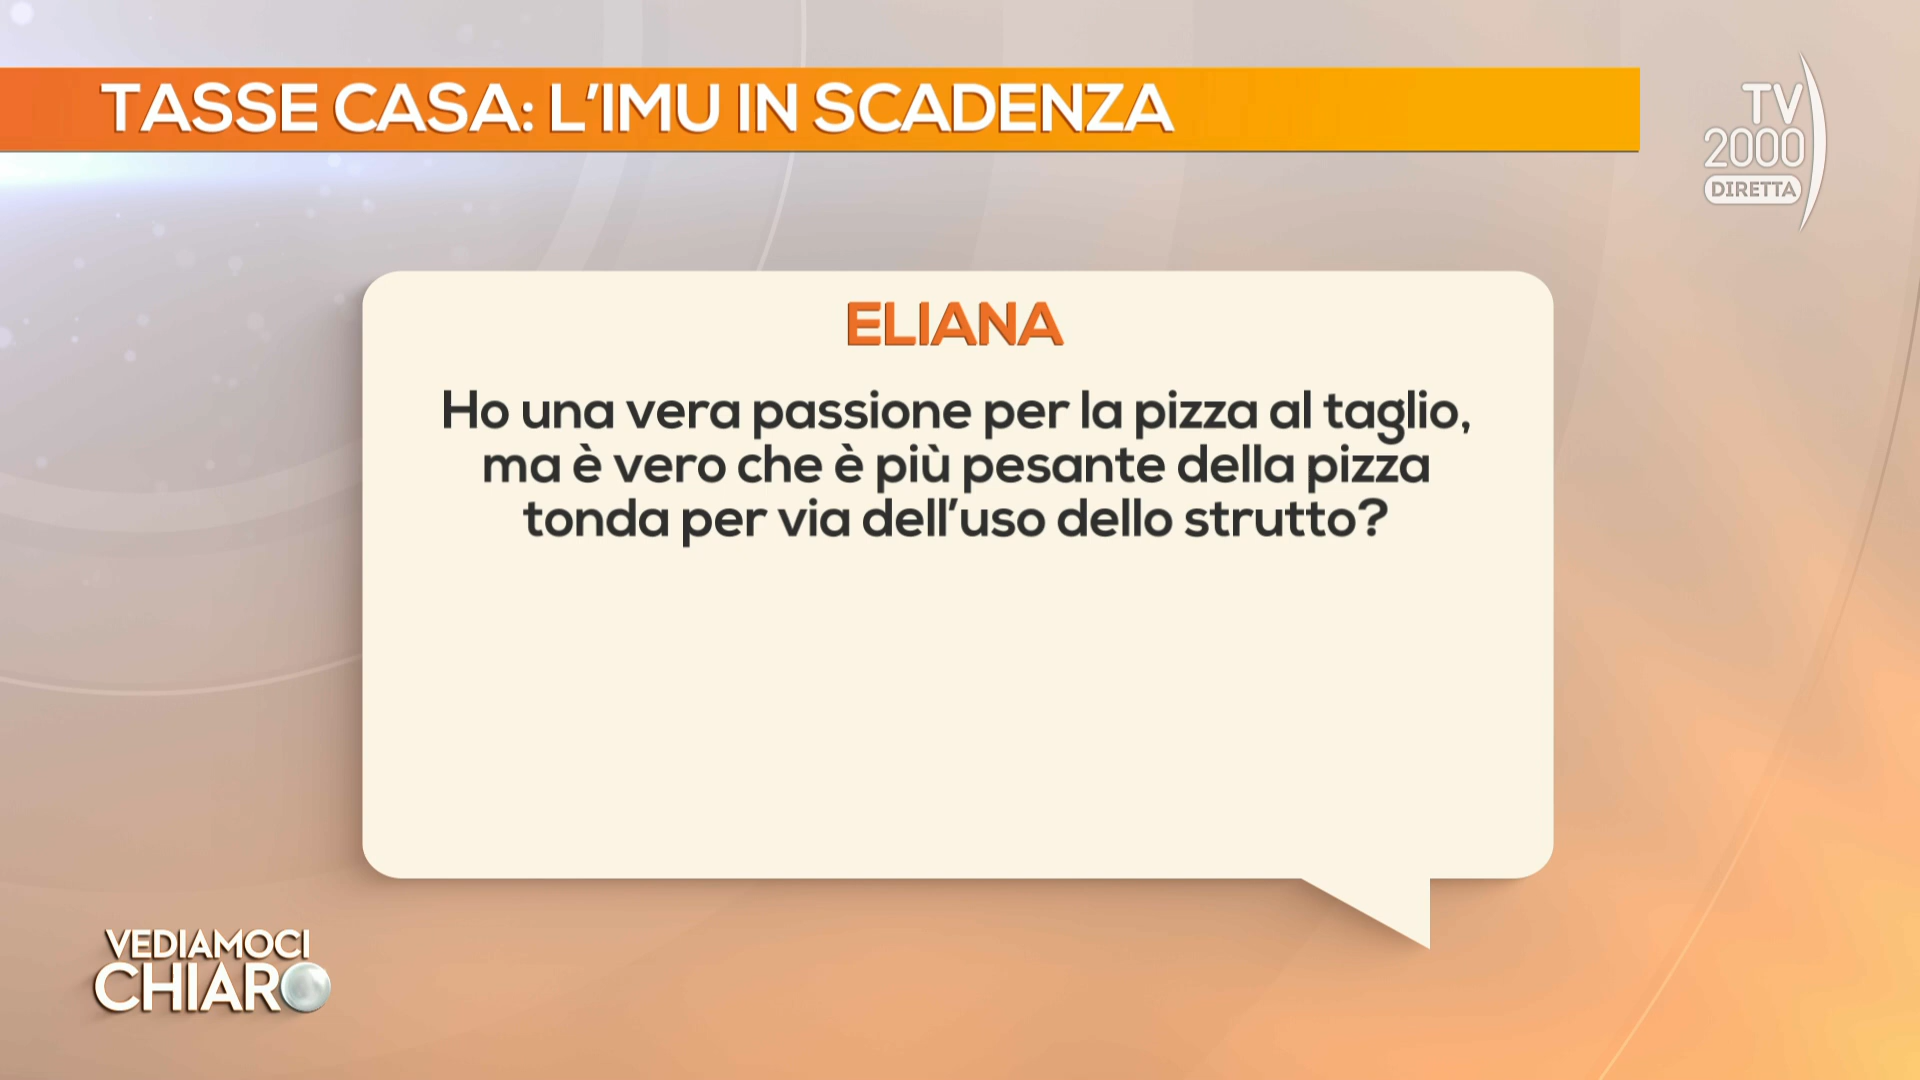 TASSE CASA: L'IMU IN SCADENZA
TV
2000
DIRETTA
ELIANA
Ho una vera passione per la pizza al taglio,
ma è vero che è più pesante della pizza
tonda per via dell'uso dello strutto?
VEDIAMOCI
CHIARO